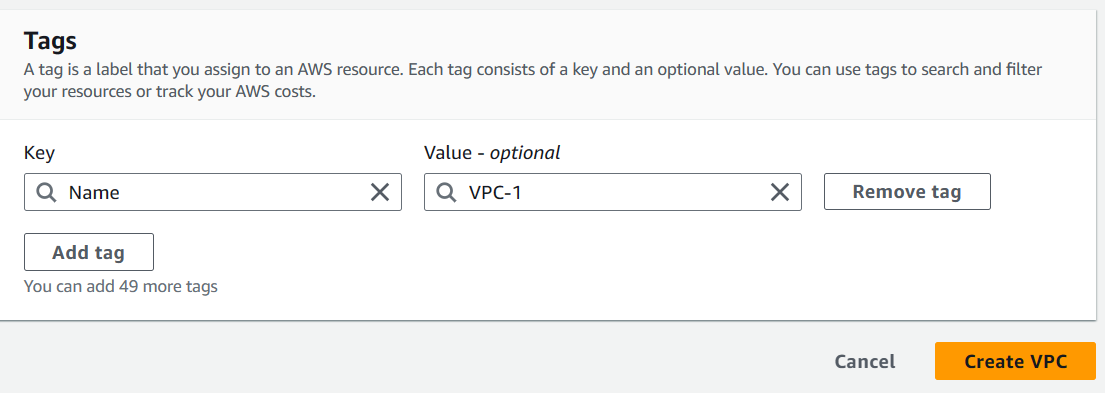 Tags
A tag is a label that you assign to an AWS resource. Each tag consists of a key and an optional value. You can use tags to search and filter
your resources or track your AWS costs.
Key
Value - optional
Name
VPC-1
Remove tag
Add tag
You can add 49 more tags
Cancel
Create VPC